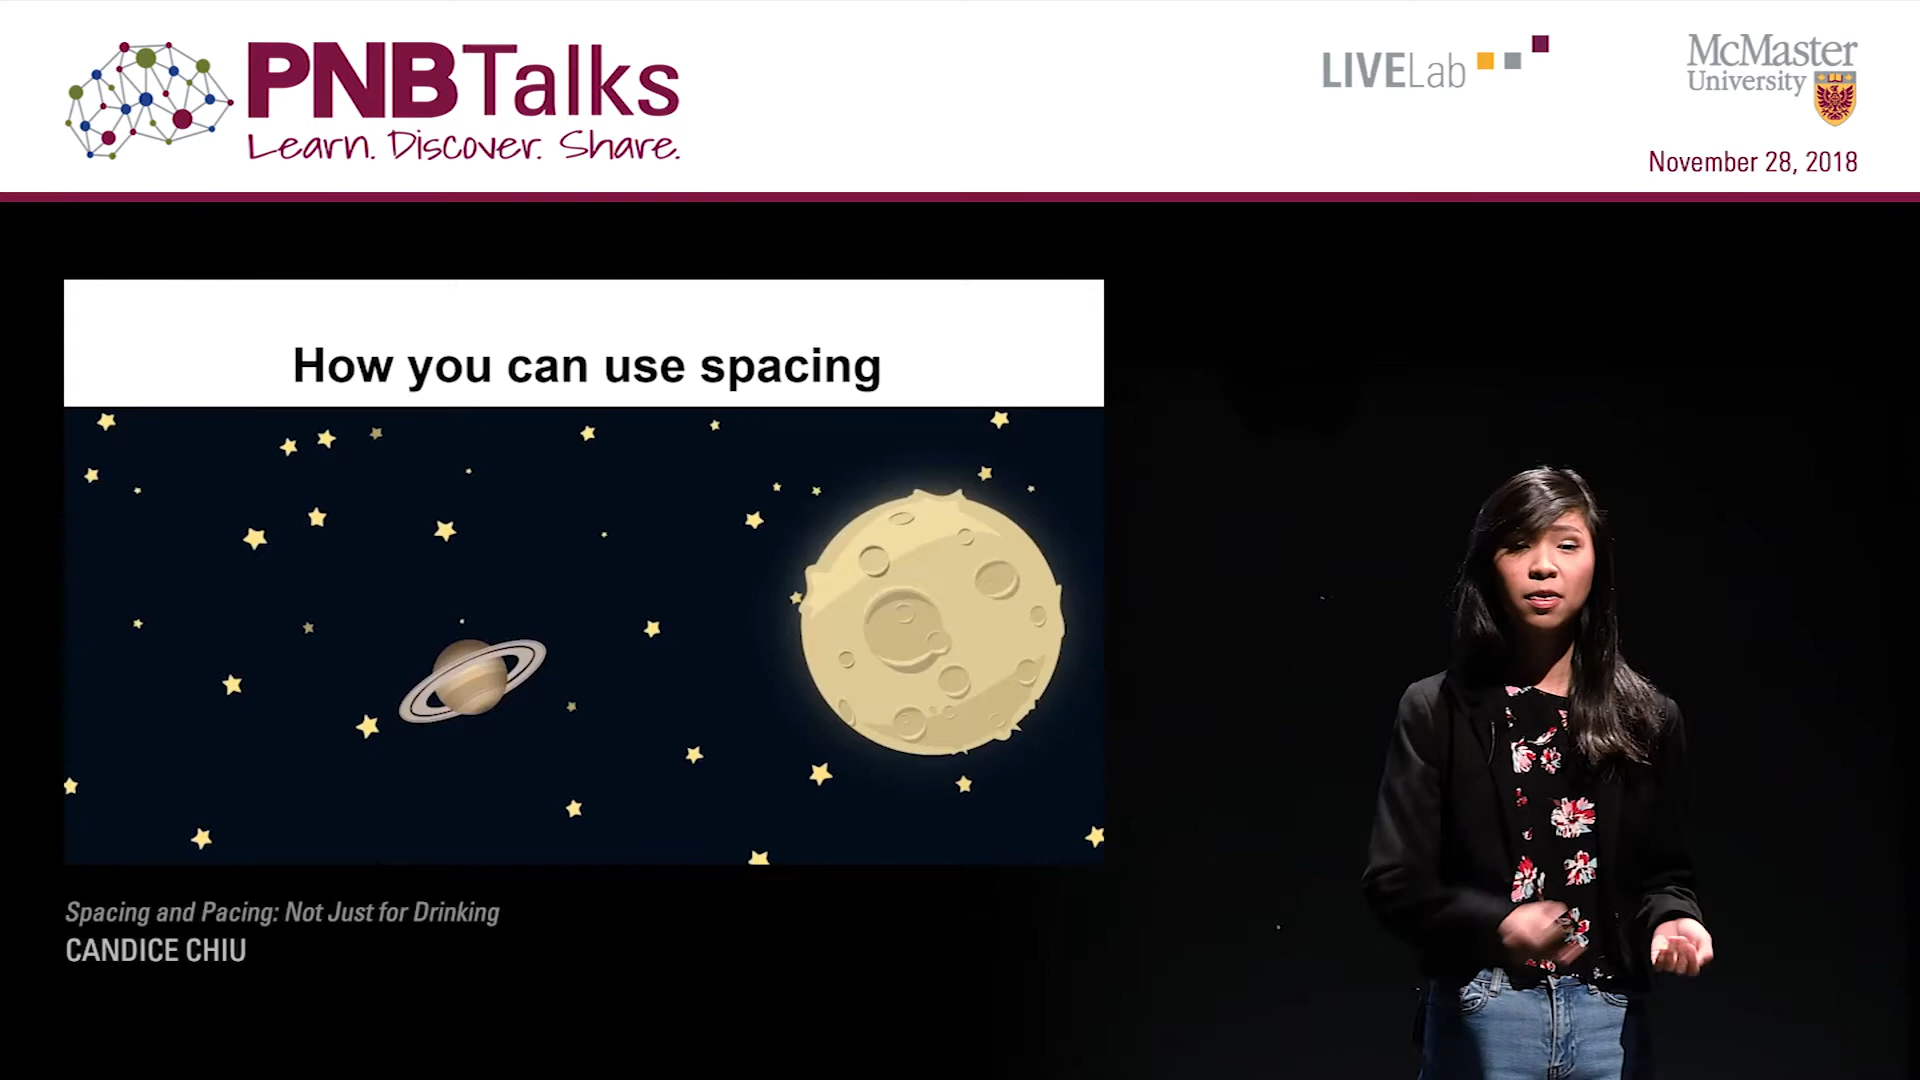 PNBTalks
Learn. Discover. Share.
LIVELab
McMaster
University
November 28, 2018
How you can use spacing
Spacing and Pacing: Not Just for Drinking
CANDICE CHIU